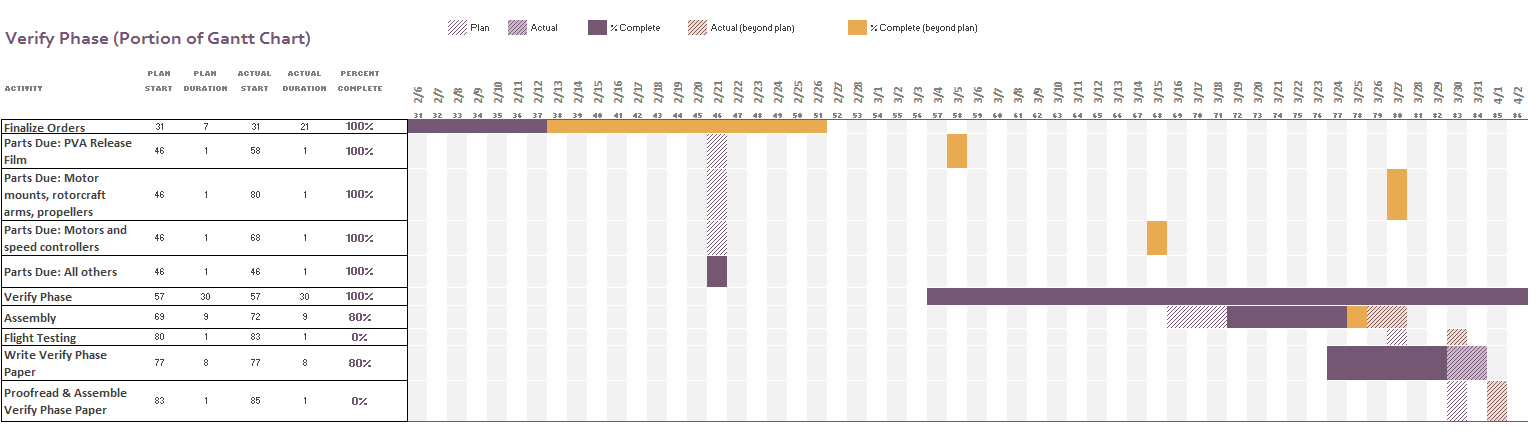 Verify Phase (Portion of Gantt Chart)
Plan Actual % Complete Actual (beyond plan) % Complete (beyond plan)
ACTIVITY PLAN START PLAN DURATION ACTUAL START ACTUAL DURATION PERCENT COMPLETE
2/6 2/7 2/8 2/9 2/10 2/11 2/12 2/13 2/14 2/15 2/16 2/17 2/18 2/19 2/20 2/21 2/22 2/23 2/24 2/25 2/26 2/27 2/28 3/1 3/2 3/3 3/4 3/5 3/6 3/7 3/8 3/9 3/10 3/11 3/12 3/13 3/14 3/15 3/16 3/17 3/18 3/19 3/20 3/21 3/22 3/23 3/24 3/25 3/26 3/27 3/28 3/29 3/30 3/31 4/1 4/2
31 32 33 34 35 36 37 38 39 40 41 42 43 44 45 46 47 48 49 50 51 52 53 54 55 56 57 58 59 60 61 62 63 64 65 66 67 68 69 70 71 72 73 74 75 76 77 78 79 80 81 82 83 84 85 86
Finalize Orders 31 7 31 21 100%
Parts Due: PVA Release
Film 46 1 58 1 100%
Parts Due: Motor
mounts, rotorcraft 46 1 80 1 100%
arms, propellers
Parts Due: Motors and
speed controllers 46 1 68 1 100%
Parts Due: All others 46 1 46 1 100%
Verify Phase 57 30 57 30 100%
Assembly 69 9 72 9 80%
Flight Testing 80 1 83 1 0%
Write Verify Phase
Paper 77 8 77 8 80%
Proofread & Assemble
Verify Phase Paper 83 1 85 1 0%